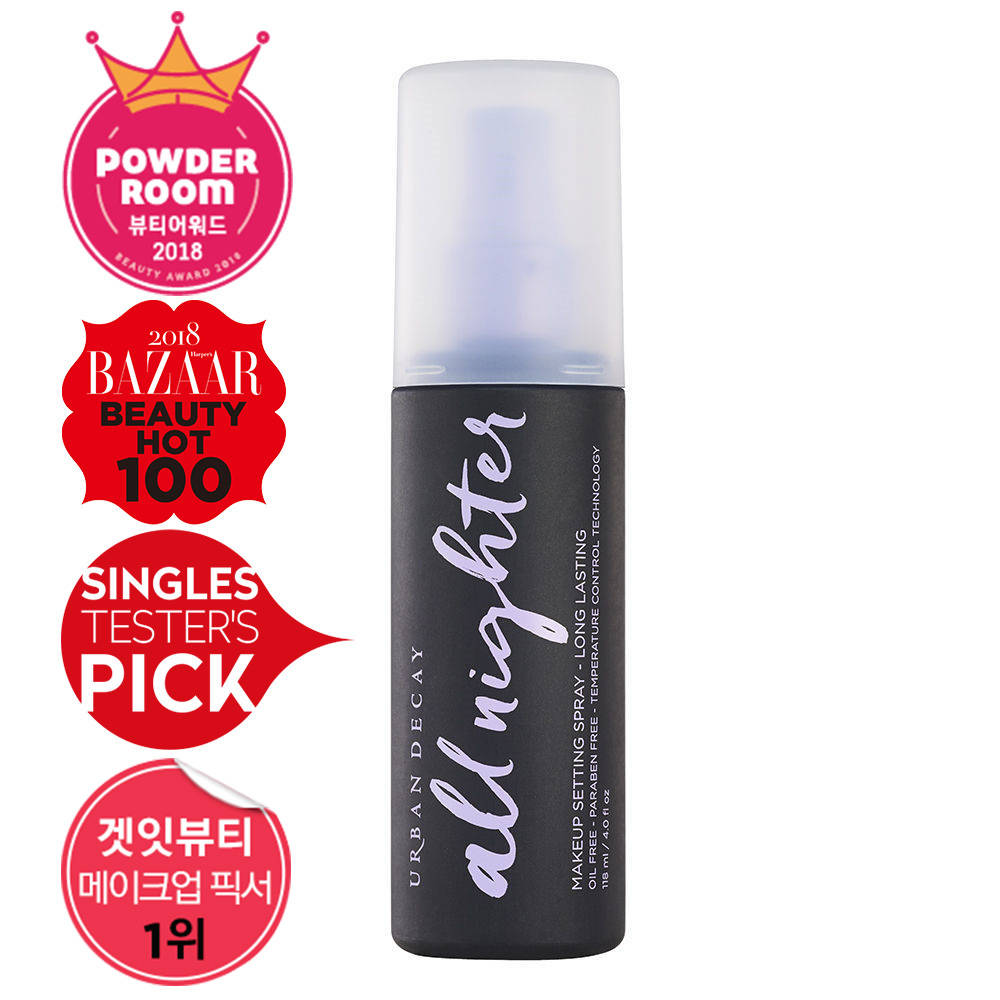 POWDER
ROOM
뷰티어워드
2018
BEAUTY AWARD 2018
2018
BAZAAR
Harper's
BEAUTY
HOT
100
SINGLES
TESTER'S
PICK
겟잇뷰티
메이크업 픽서
1위
URBAN DECAY
all nighter
MAKEUP SETTING SPRAY - LONG LASTING
OIL FREE - PARABEN FREE - TEMPERATURE CONTROL TECHNOLOGY
118 ml / 4.0 fl oz